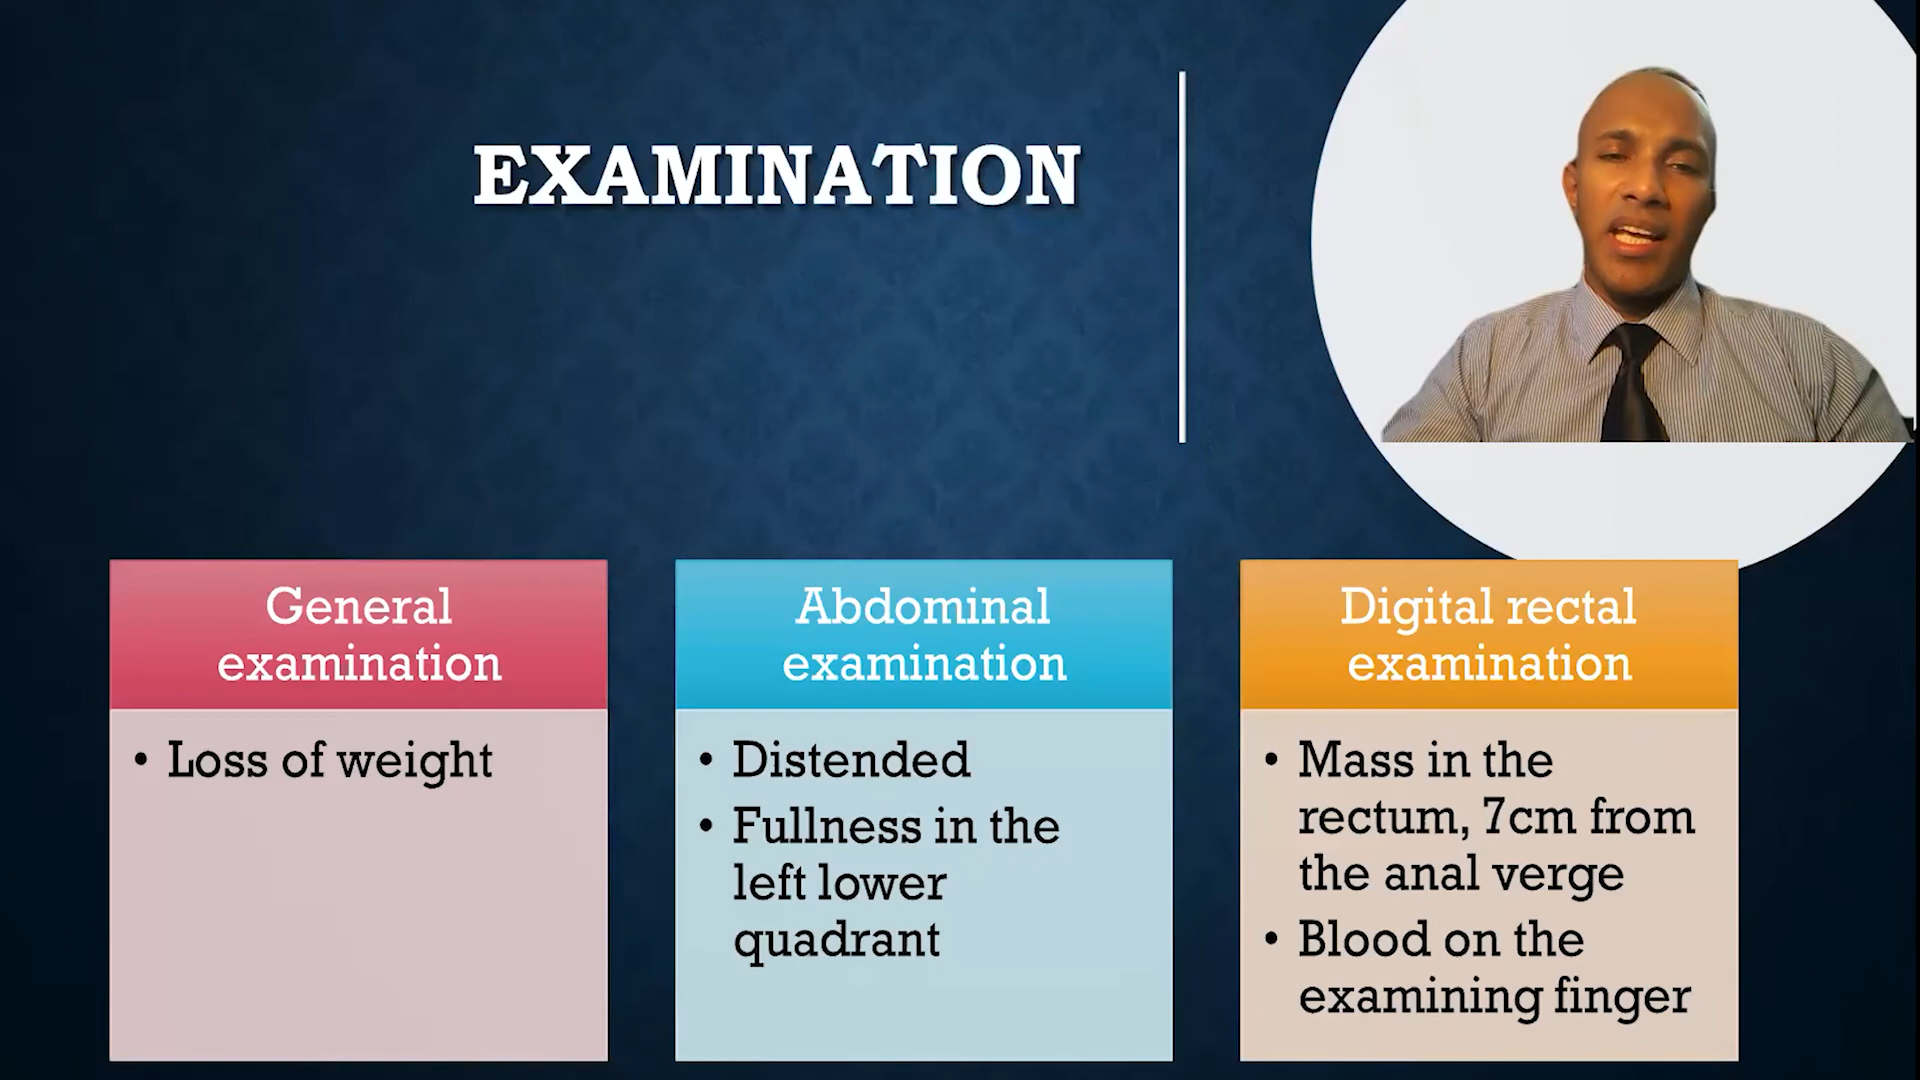 EXAMINATION
General
examination
• Loss of weight
Abdominal
examination
• Distended
• Fullness in the
left lower
quadrant
Digital rectal
examination
• Mass in the
rectum, 7cm from
the anal verge
• Blood on the
examining finger